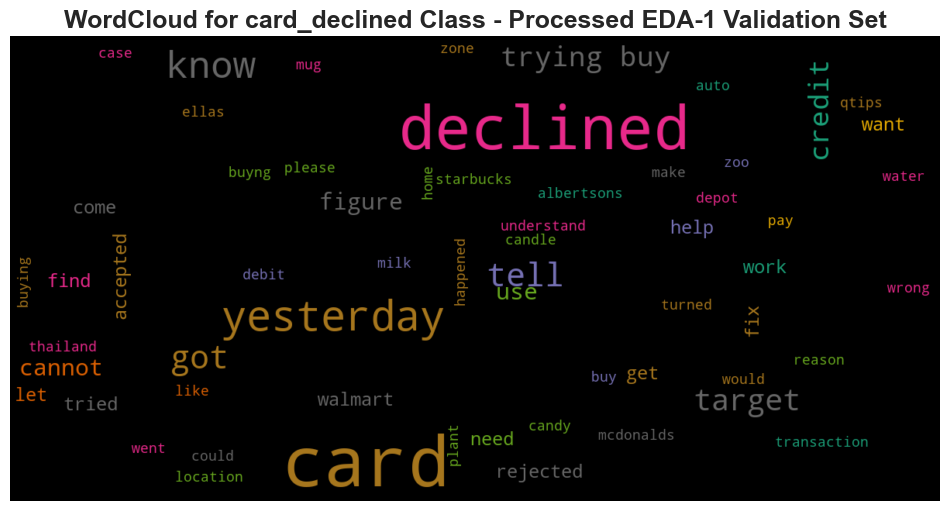 WordCloud for card_declined Class - Processed EDA-1 Validation Set
case
know
mug
zone
trying buy
auto
credit
qtips
want
ellas
declined
buyng
please
home
starbucks
albertsons
make
zoo
water
come
figure
depot
understand
candle
help
pay
buying
find
accepted
debit
milk
happened
tell
use
work
wrong
yesterday
turned
fix
thailand
cannot
got
reason
let
tried
like
walmart
buy
get
would
target
went
could
location
card
plant
need
candy
rejected
mcdonalds
transaction